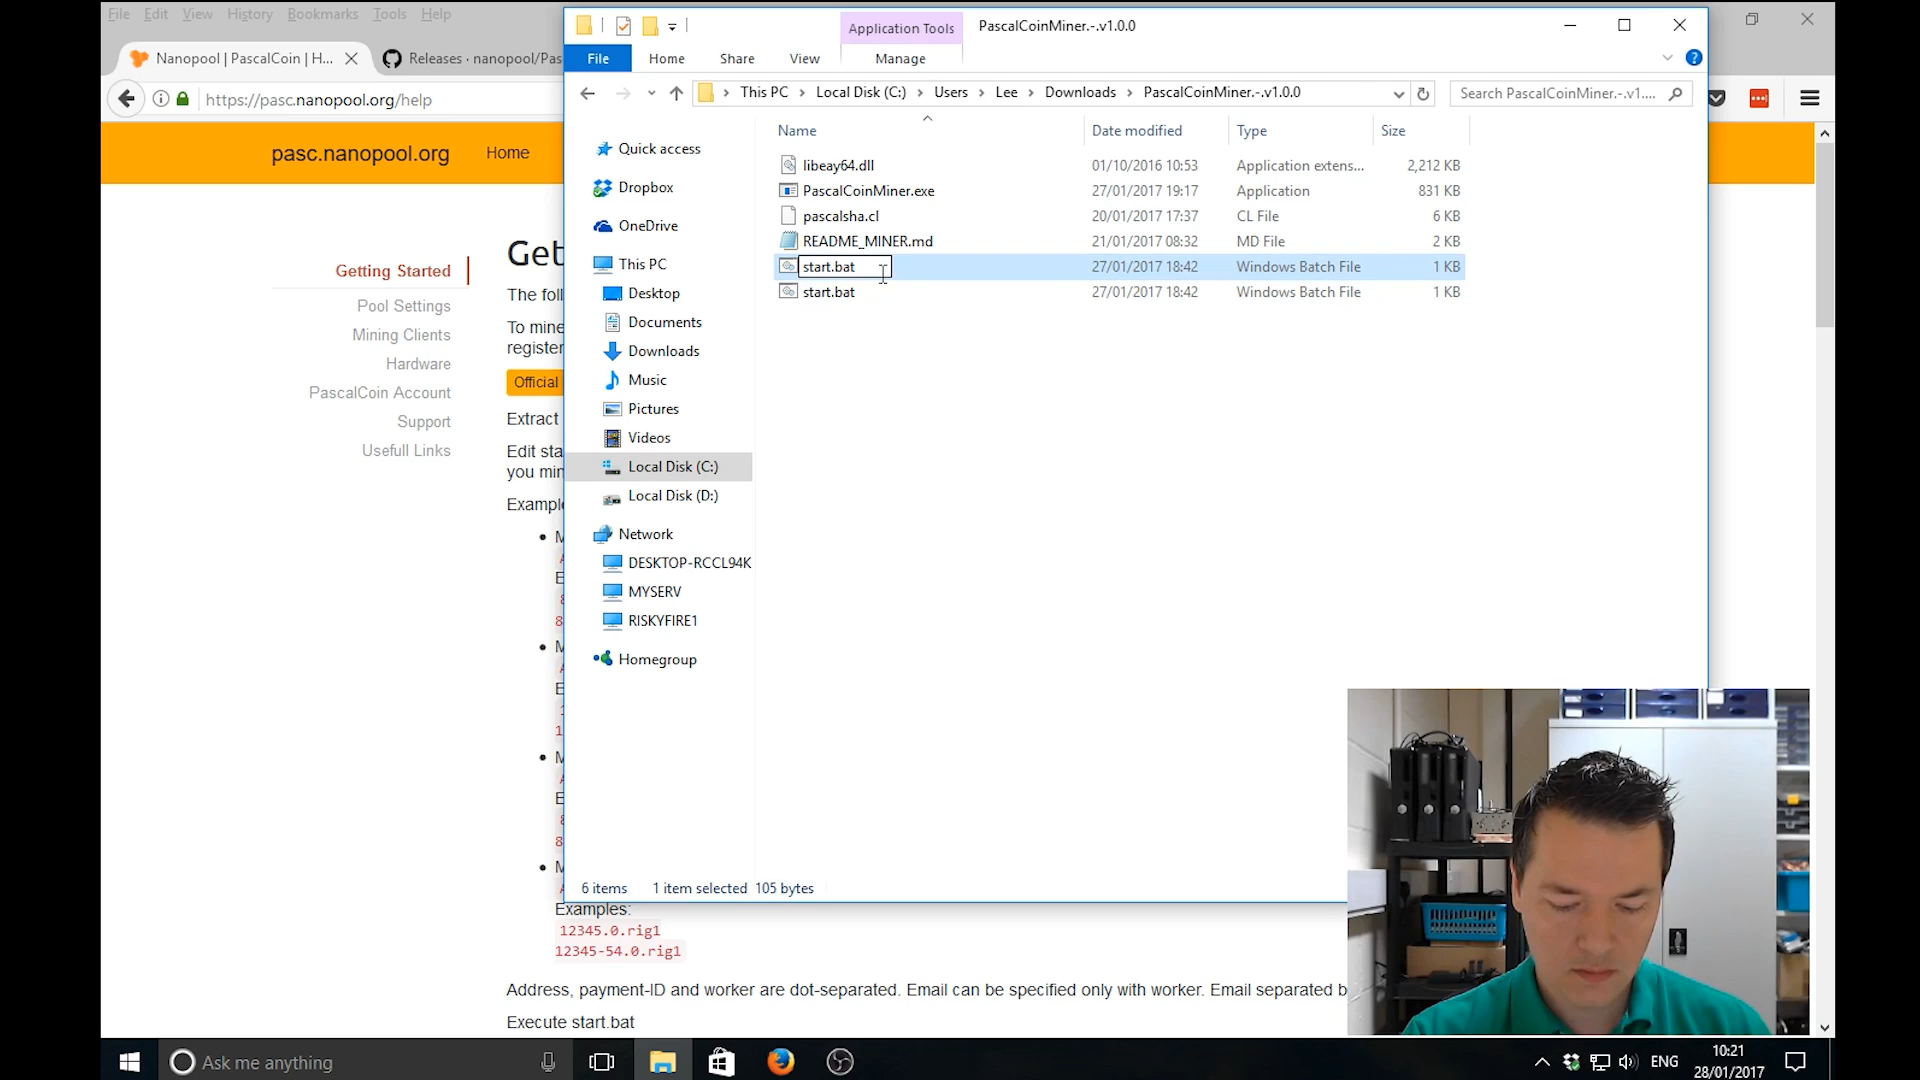 File Edit View History Bookmarks Tools Help
Application Tools
PascalCoinMiner.-.v1.0.0
Nanopool | PascalCoin | H...
Releases · nanopool/Pas
File Home Share View Manage
https://pasc.nanopool.org/help
This PC Local Disk (C:) Users Lee Downloads PascalCoinMiner.-.v1.0.0
Search PascalCoinMiner.-.v1....
pasc.nanopool.org Home
Name Date modified Type Size
libeay64.dll 01/10/2016 10:53 Application extens... 2,212 KB
PascalCoinMiner.exe 27/01/2017 19:17 Application 831 KB
pascalsha.cl 20/01/2017 17:37 CL File 6 KB
README_MINER.md 21/01/2017 08:32 MD File 2 KB
start.bat 27/01/2017 18:42 Windows Batch File 1 KB
start.bat 27/01/2017 18:42 Windows Batch File 1 KB
Quick access
Dropbox
OneDrive
This PC
Desktop
Documents
Downloads
Music
Pictures
Videos
Local Disk (C:)
Local Disk (D:)
Network
DESKTOP-RCCL94K
MYSERV
RISKYFIRE1
Homegroup
6 items 1 item selected 105 bytes
Getting Started
Pool Settings
Mining Clients
Hardware
PascalCoin Account
Support
Usefull Links
Get
The foll
To mine
register
Official
Extract
Edit sta
you min
Exampl
Examples:
12345.0.rig1
12345-54.0.rig1
Address, payment-ID and worker are dot-separated. Email can be specified only with worker. Email separated b
Execute start.bat
Ask me anything
ENG
10:21
28/01/2017